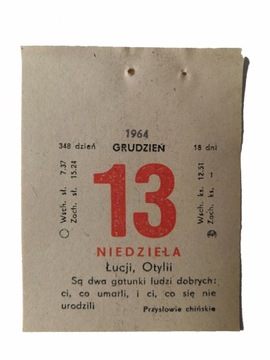 1964
348 dzień GRUDZIEŃ 18 dni
Wsch. sł. 7.37
Zach. sł. 15.24
13
Wsch. ks. 12.51
Zach. ks. —
NIEDZIELA
Łucji, Otylii
Są dwa gatunki ludzi dobrych:
ci, co umarli, i ci, co się nie
urodzili Przysłowie chińskie